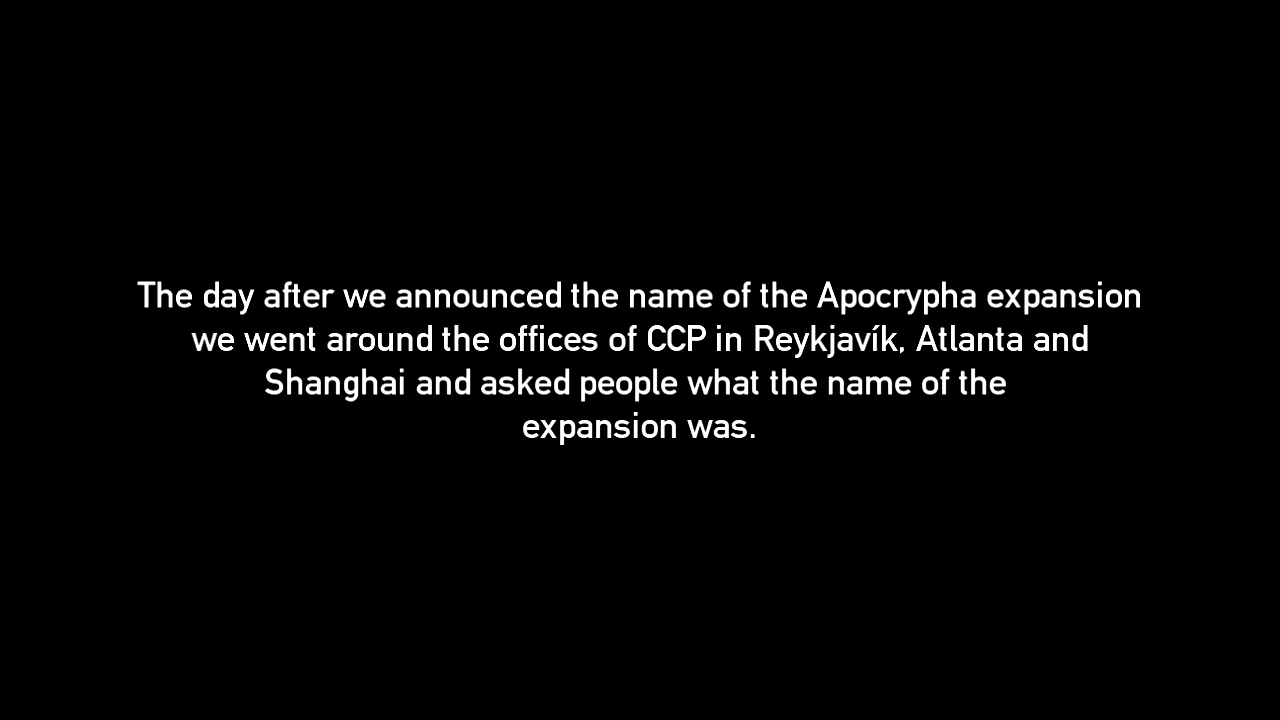 The day after we announced the name of the Apocrypha expansion
we went around the offices of CCP in Reykjavík, Atlanta and
Shanghai and asked people what the name of the
expansion was.